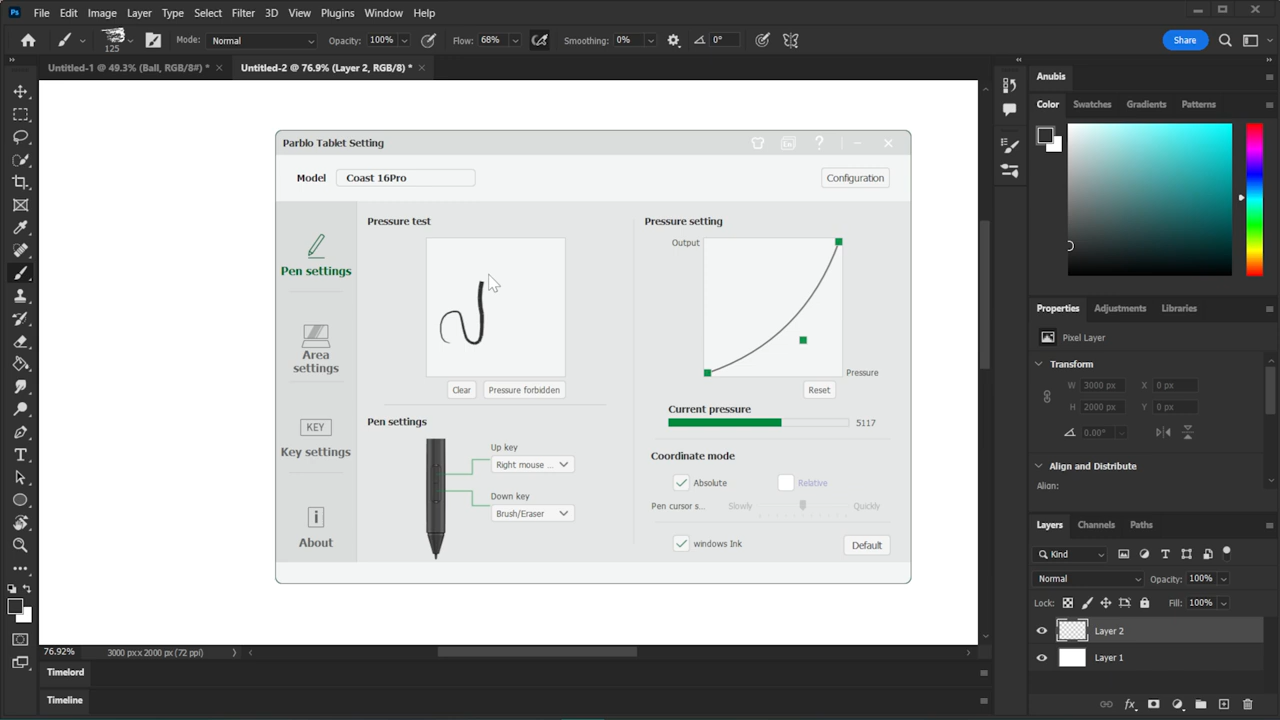 Ps File Edit Image Layer Type Select Filter 3D View Plugins Window Help
125 Mode: Normal Opacity: 100% Flow: 68% Smoothing: 0% 0° Share
Untitled-1 @ 49.3% (Ball, RGB/8#) * × Untitled-2 @ 76.9% (Layer 2, RGB/8) * ×
Parblo Tablet Setting En ?
Model Coast 16Pro Configuration
Pen settings
Area settings
KEY
Key settings
About
Pressure test
Clear Pressure forbidden
Pen settings
Up key
Right mouse ...
Down key
Brush/Eraser
Pressure setting
Output
Pressure
Reset
Current pressure
5117
Coordinate mode
Absolute Relative
Pen cursor s... Slowly Quickly
windows Ink Default
Anubis
Color Swatches Gradients Patterns
Properties Adjustments Libraries
Pixel Layer
Transform
W 3000 px X 0 px
H 2000 px Y 0 px
0.00°
Align and Distribute
Align:
Layers Channels Paths
Kind
Normal Opacity: 100%
Lock: Fill: 100%
Layer 2
Layer 1
fx
76.92% 3000 px x 2000 px (72 ppi)
Timelord
Timeline